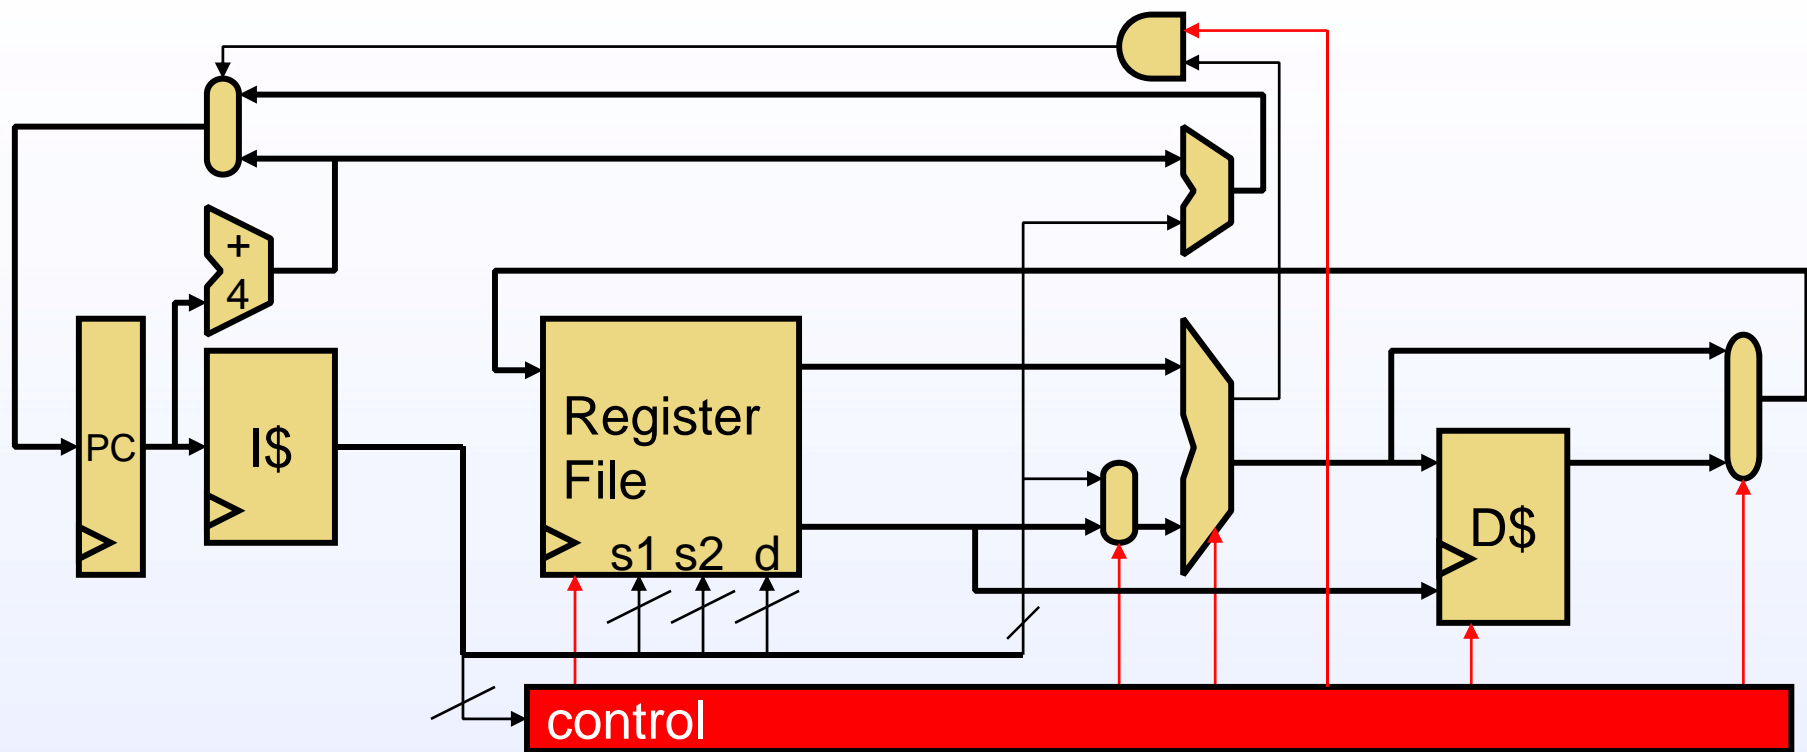 +
4
PC
I$
Register
File
s1 s2 d
D$
control